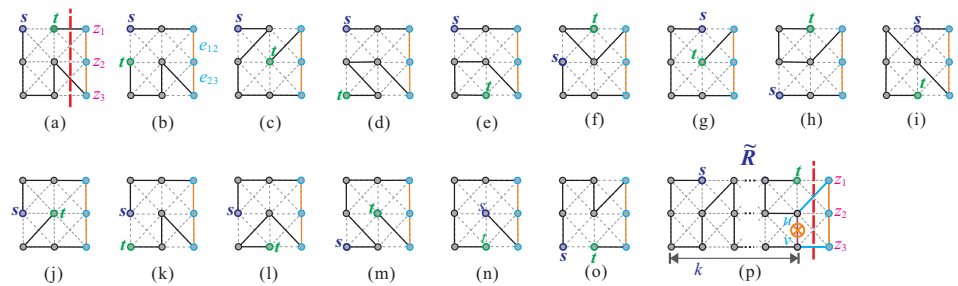 s t z₁ s s s s t s t s
e₁₂ s t
t z₂ t s t
e₂₃
z₃ t t s t
(a) (b) (c) (d) (e) (f) (g) (h) (i)
R̃
s t z₁
s t s t s s u z₂
t t s t s t v z₃
k
(j) (k) (l) (m) (n) (o) (p)